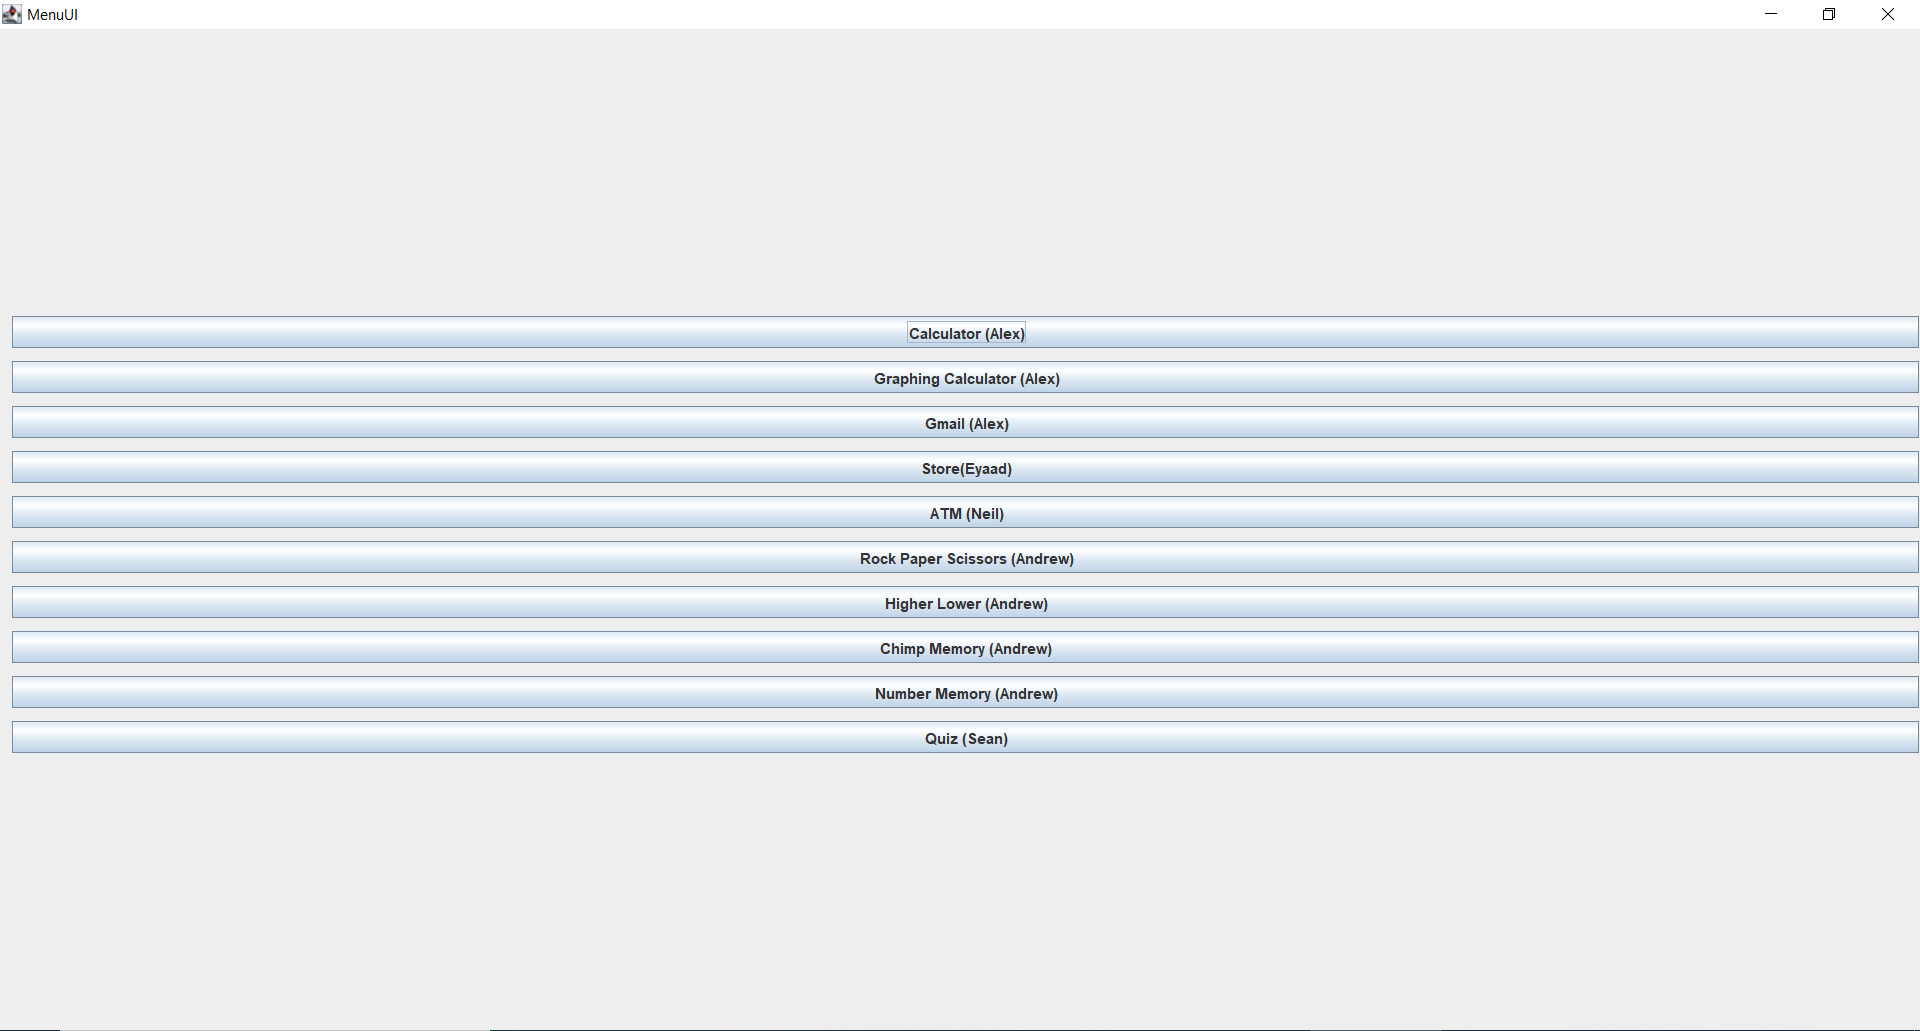 MenuUI
Calculator (Alex)
Graphing Calculator (Alex)
Gmail (Alex)
Store(Eyaad)
ATM (Neil)
Rock Paper Scissors (Andrew)
Higher Lower (Andrew)
Chimp Memory (Andrew)
Number Memory (Andrew)
Quiz (Sean)